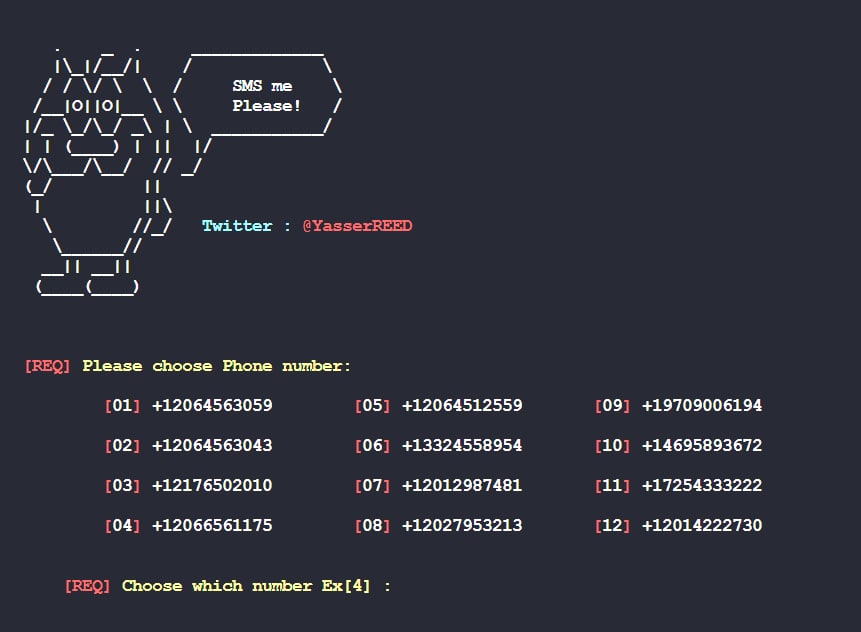 SMS me
Please!
Twitter : @YasserREED
[REQ] Please choose Phone number:
[01] +12064563059 [05] +12064512559 [09] +19709006194
[02] +12064563043 [06] +13324558954 [10] +14695893672
[03] +12176502010 [07] +12012987481 [11] +17254333222
[04] +12066561175 [08] +12027953213 [12] +12014222730
[REQ] Choose which number Ex[4] :